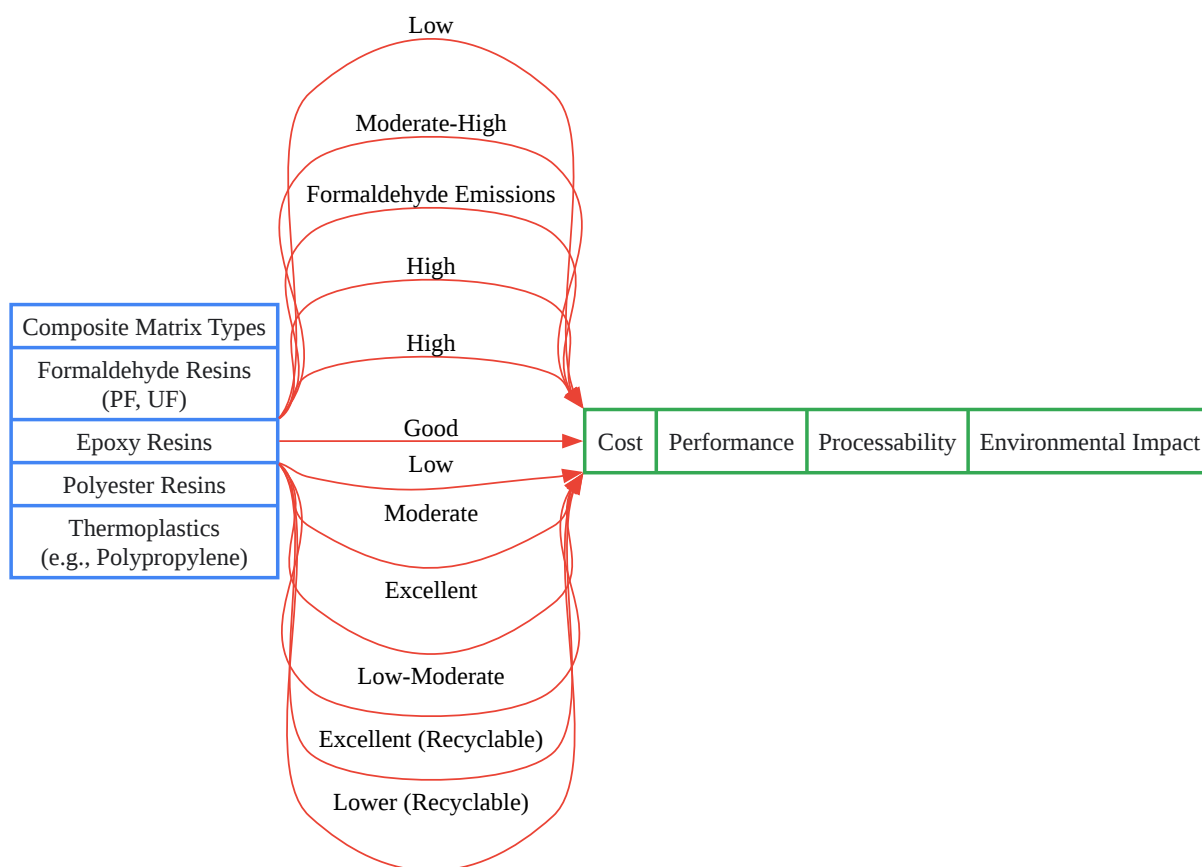 Low
Moderate-High
Formaldehyde Emissions
High
High
Good
Low
Moderate
Excellent
Low-Moderate
Excellent (Recyclable)
Lower (Recyclable)
Composite Matrix Types
Formaldehyde Resins
(PF, UF)
Epoxy Resins
Polyester Resins
Thermoplastics
(e.g., Polypropylene)
Cost
Performance
Processability
Environmental Impact